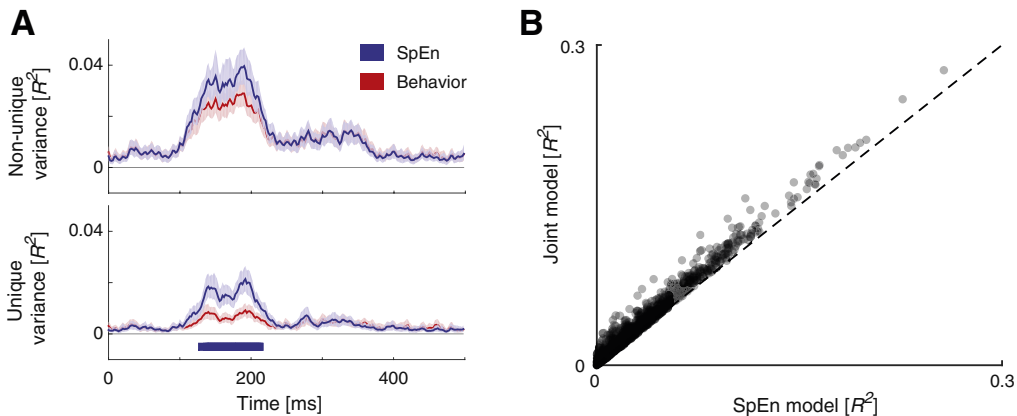 A
Non-unique
variance [R²]
0.04
0
SpEn
Behavior
Unique
variance [R²]
0.04
0
0
200
400
Time [ms]
B
Joint model [R²]
0.3
0
0
0.3
SpEn model [R²]